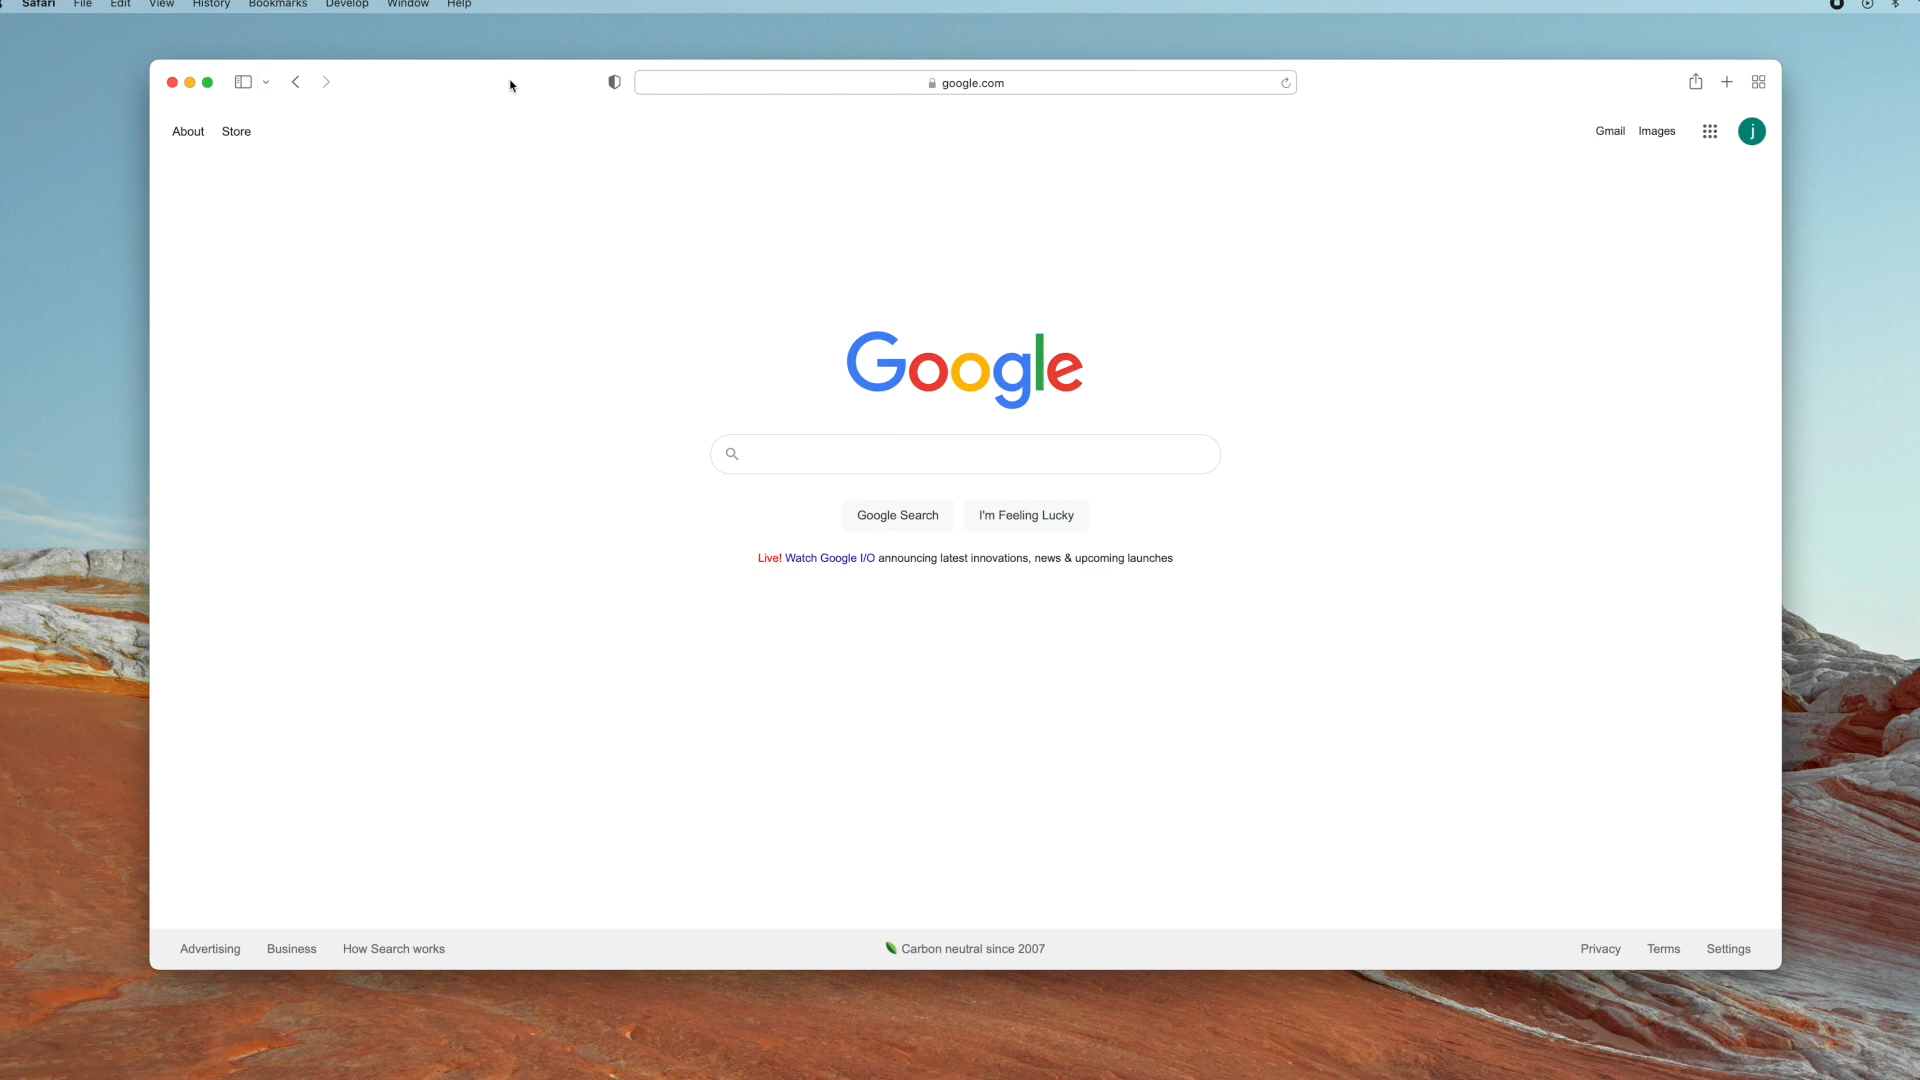 Safari File Edit View History Bookmarks Develop Window Help
google.com
About Store Gmail Images j
Google
Google Search I'm Feeling Lucky
Live! Watch Google I/O announcing latest innovations, news & upcoming launches
Advertising Business How Search works Carbon neutral since 2007 Privacy Terms Settings